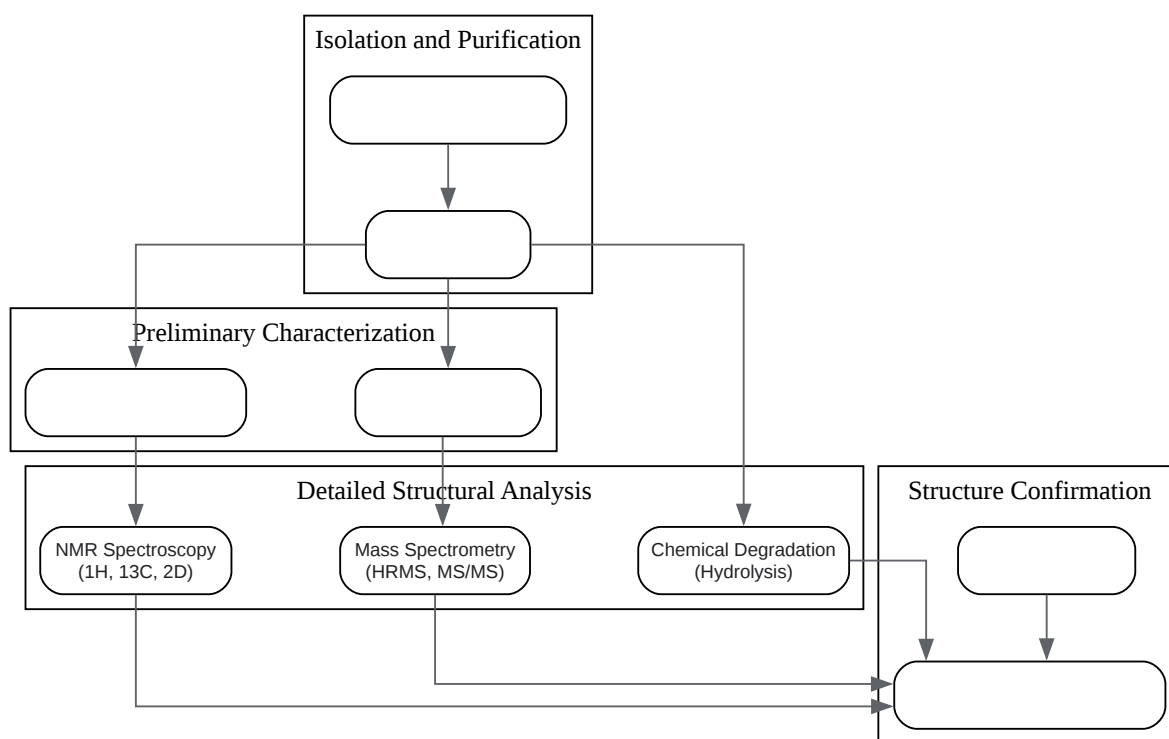 Isolation and Purification
Preliminary Characterization
Detailed Structural Analysis
Structure Confirmation
NMR Spectroscopy
(1H, 13C, 2D)
Mass Spectrometry
(HRMS, MS/MS)
Chemical Degradation
(Hydrolysis)